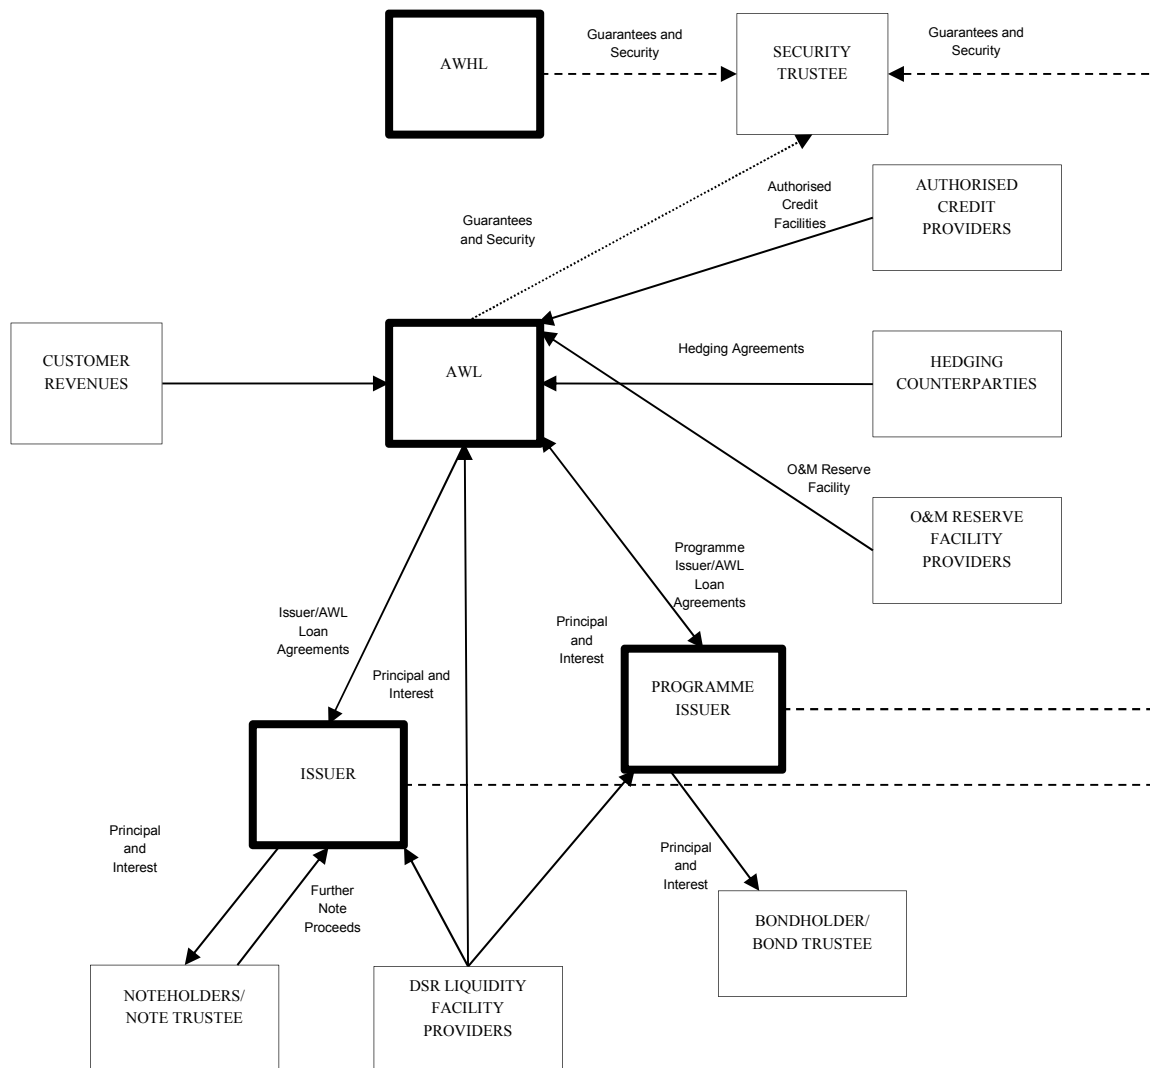 Guarantees and
Security
Guarantees and
Security
AWHL
SECURITY
TRUSTEE
Authorised
Credit
Facilities
AUTHORISED
CREDIT
PROVIDERS
Guarantees
and Security
CUSTOMER
REVENUES
AWL
Hedging Agreements
HEDGING
COUNTERPARTIES
O&M Reserve
Facility
O&M RESERVE
FACILITY
PROVIDERS
Programme
Issuer/AWL
Loan
Agreements
Issuer/AWL
Loan
Agreements
Principal
and
Interest
Principal and
Interest
PROGRAMME
ISSUER
ISSUER
Principal
and
Interest
Further
Note
Proceeds
Principal
and
Interest
BONDHOLDER/
BOND TRUSTEE
NOTEHOLDERS/
NOTE TRUSTEE
DSR LIQUIDITY
FACILITY
PROVIDERS